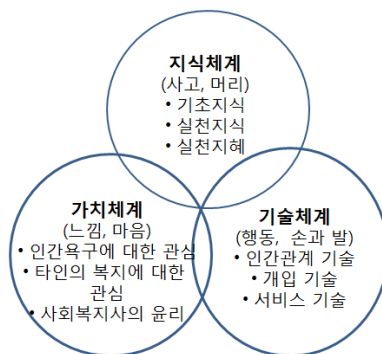 지식체계
(사고, 머리)
• 기초지식
• 실천지식
• 실천지혜
가치체계
(느낌, 마음)
• 인간욕구에 대한 관심
• 타인의 복지에 대한
관심
• 사회복지사의 윤리
기술체계
(행동, 손과 발)
• 인간관계 기술
• 개입 기술
• 서비스 기술